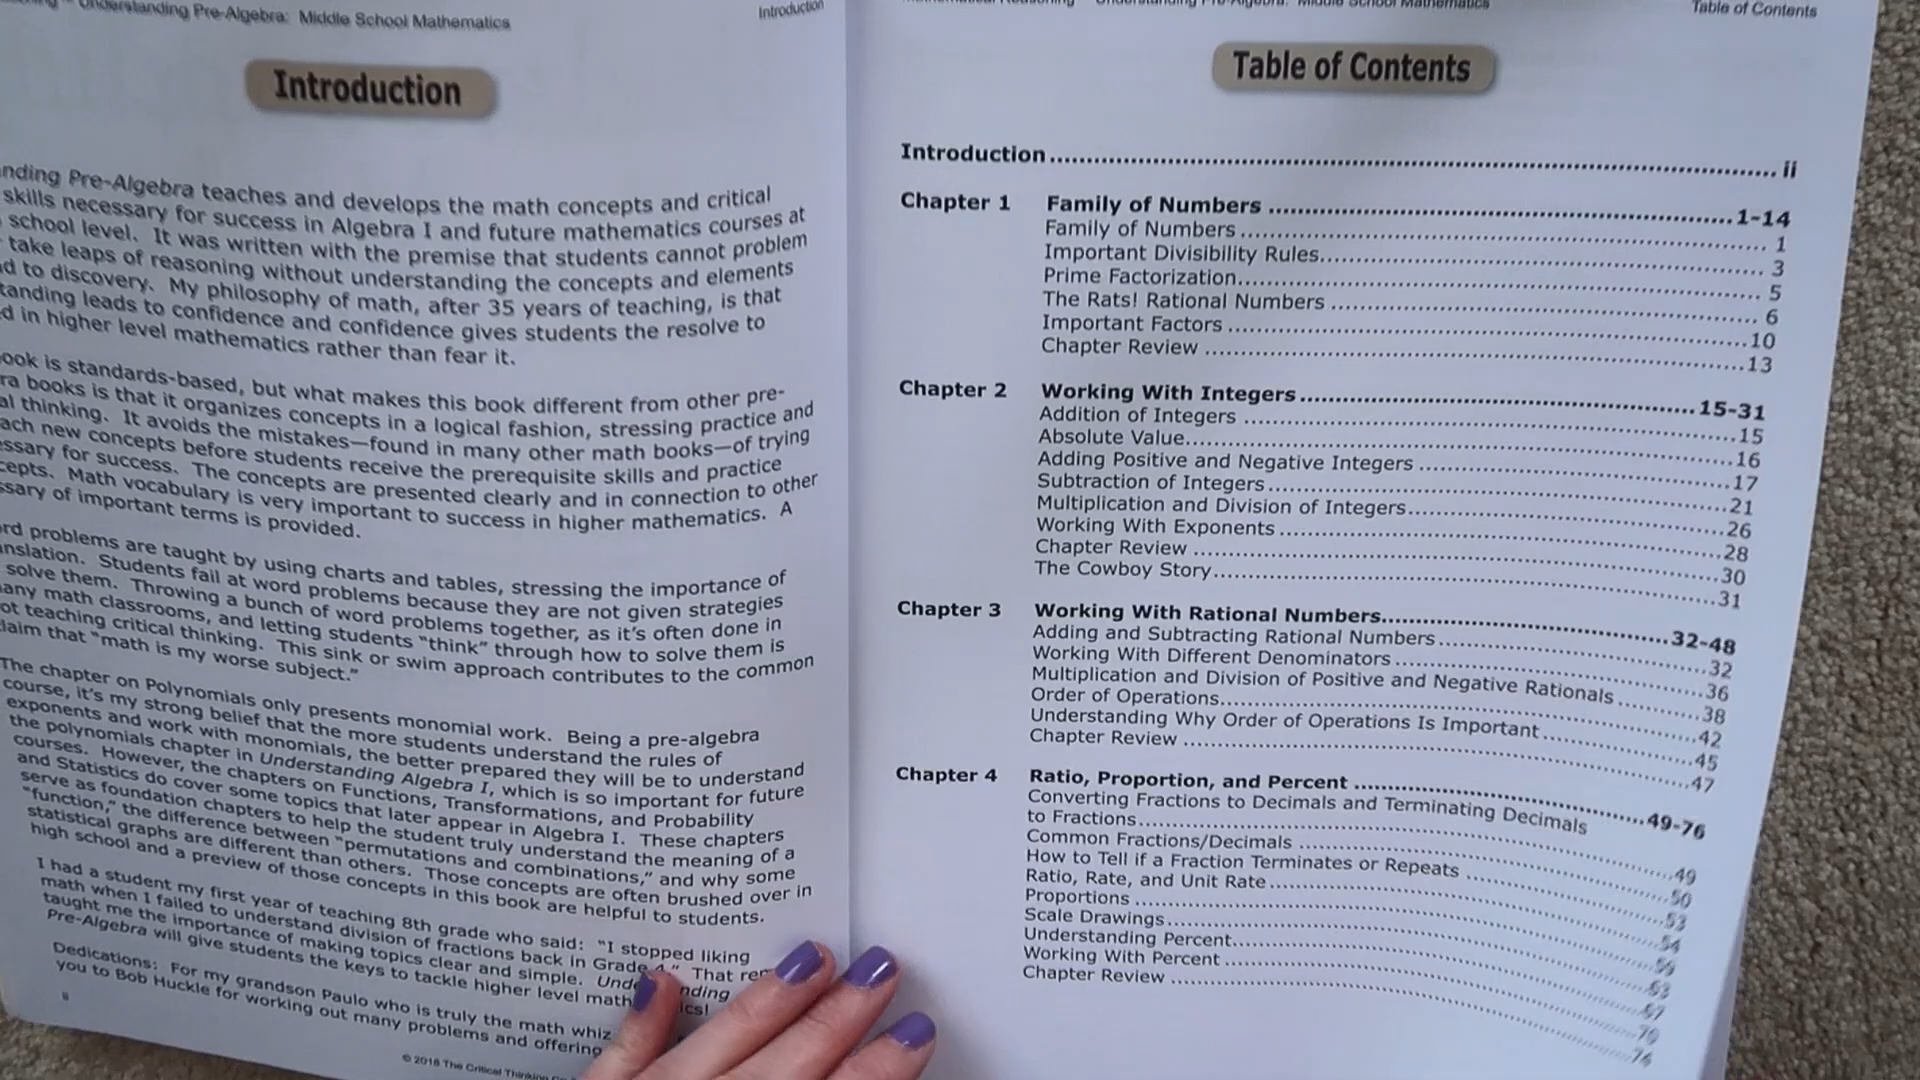 Understanding Pre-Algebra: Middle School Mathematics
Introduction
Introduction
nding Pre-Algebra teaches and develops the math concepts and critical
skills necessary for success in Algebra I and future mathematics courses at
school level. It was written with the premise that students cannot problem
take leaps of reasoning without understanding the concepts and elements
d to discovery. My philosophy of math, after 35 years of teaching, is that
tanding leads to confidence and confidence gives students the resolve to
d in higher level mathematics rather than fear it.
ook is standards-based, but what makes this book different from other pre-
ra books is that it organizes concepts in a logical fashion, stressing practice and
al thinking. It avoids the mistakes—found in many other math books—of trying
ach new concepts before students receive the prerequisite skills and practice
ssary for success. The concepts are presented clearly and in connection to other
cepts. Math vocabulary is very important to success in higher mathematics. A
ssary of important terms is provided.
rd problems are taught by using charts and tables, stressing the importance of
anslation. Students fail at word problems because they are not given strategies
solve them. Throwing a bunch of word problems together, as it's often done in
any math classrooms, and letting students "think" through how to solve them is
ot teaching critical thinking. This sink or swim approach contributes to the common
laim that "math is my worse subject."
The chapter on Polynomials only presents monomial work. Being a pre-algebra
course, it's my strong belief that the more students understand the rules of
exponents and work with monomials, the better prepared they will be to understand
the polynomials chapter in Understanding Algebra I, which is so important for future
courses. However, the chapters on Functions, Transformations, and Probability
and Statistics do cover some topics that later appear in Algebra I. These chapters
serve as foundation chapters to help the student truly understand the meaning of a
"function," the difference between "permutations and combinations," and why some
statistical graphs are different than others. Those concepts are often brushed over in
high school and a preview of those concepts in this book are helpful to students.
I had a student my first year of teaching 8th grade who said: "I stopped liking
math when I failed to understand division of fractions back in Grade 4." That
taught me the importance of making topics clear and simple.
Pre-Algebra will give students the keys to tackle higher level
Dedications: For my grandson Paulo who is truly the math whiz
you to Bob Huckle for working out many problems and offering
ii
© 2018 The Critical Thinking Co
Understanding Pre-Algebra: Middle School Mathematics
Table of Contents
Table of Contents
Introduction ii
Chapter 1 Family of Numbers 1-14
Family of Numbers 1
Important Divisibility Rules 3
Prime Factorization 5
The Rats! Rational Numbers 6
Important Factors 10
Chapter Review 13
Chapter 2 Working With Integers 15-31
Addition of Integers 15
Absolute Value 16
Adding Positive and Negative Integers 17
Subtraction of Integers 21
Multiplication and Division of Integers 26
Working With Exponents 28
Chapter Review 30
The Cowboy Story 31
Chapter 3 Working With Rational Numbers 32-48
Adding and Subtracting Rational Numbers 32
Working With Different Denominators 36
Multiplication and Division of Positive and Negative Rationals 38
Order of Operations 42
Understanding Why Order of Operations Is Important 45
Chapter Review 47
Chapter 4 Ratio, Proportion, and Percent 49-76
Converting Fractions to Decimals and Terminating Decimals
to Fractions 49
Common Fractions/Decimals 50
How to Tell if a Fraction Terminates or Repeats 53
Ratio, Rate, and Unit Rate 54
Proportions
Scale Drawings 63
Understanding Percent 67
Working With Percent 70
Chapter Review 74